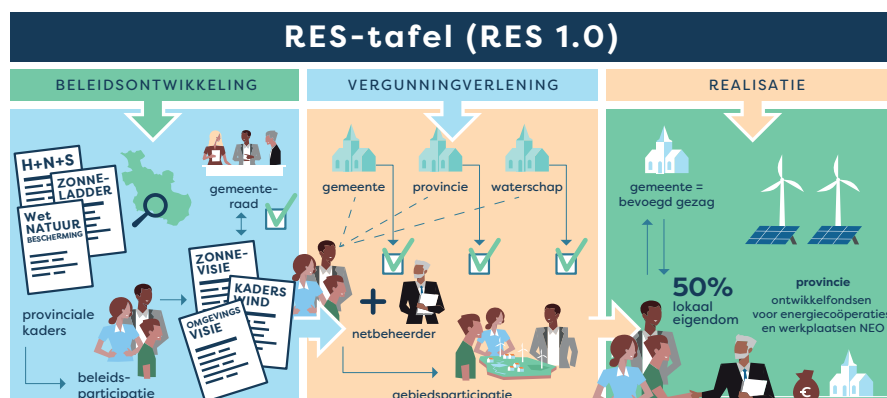 RES-tafel (RES 1.0)
BELEIDSONTWIKKELING
H+N+S
ZONNE-
LADDER
Wet
NATUUR
BESCHERMING
gemeente-
raad
ZONNE-
VISIE
KADERS
WIND
OMGEVINGS
VISIE
provinciale
kaders
beleids-
participatie
VERGUNNINGVERLENING
gemeente
provincie
waterschap
+
netbeheerder
gebiedsparticipatie
REALISATIE
gemeente =
bevoegd gezag
50%
lokaal
eigendom
provincie
ontwikkelfondsen
voor energiecoöperaties
en werkplaatsen NEO
€